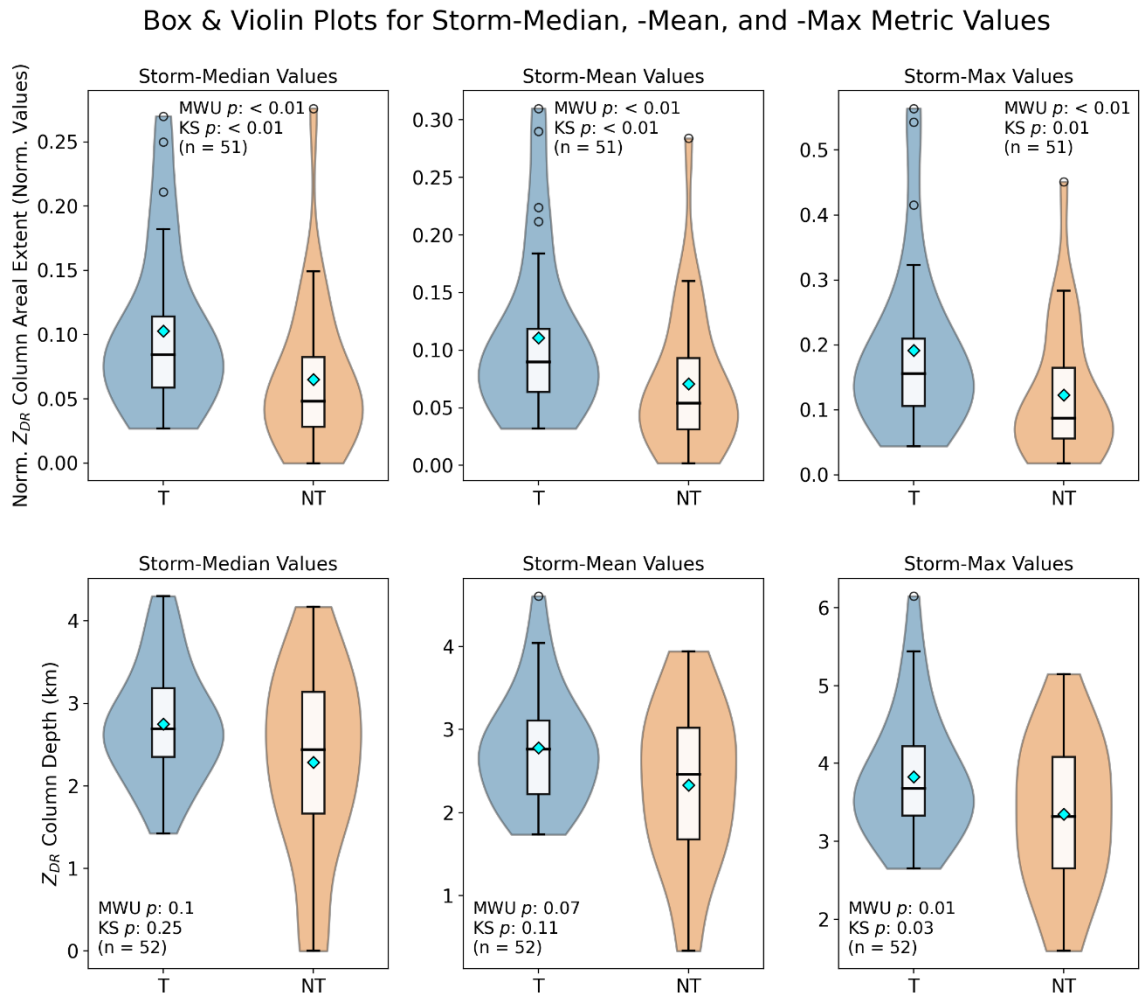 Box & Violin Plots for Storm-Median, -Mean, and -Max Metric Values
Storm-Median Values
Norm. Z_DR Column Areal Extent (Norm. Values)
0.25
0.20
0.15
0.10
0.05
0.00
MWU p: < 0.01
KS p: < 0.01
(n = 51)
T NT
Storm-Mean Values
0.30
0.25
0.20
0.15
0.10
0.05
0.00
MWU p: < 0.01
KS p: < 0.01
(n = 51)
T NT
Storm-Max Values
0.5
0.4
0.3
0.2
0.1
0.0
MWU p: < 0.01
KS p: 0.01
(n = 51)
T NT
Storm-Median Values
Z_DR Column Depth (km)
4
3
2
1
0
MWU p: 0.1
KS p: 0.25
(n = 52)
T NT
Storm-Mean Values
4
3
2
1
MWU p: 0.07
KS p: 0.11
(n = 52)
T NT
Storm-Max Values
6
5
4
3
2
MWU p: 0.01
KS p: 0.03
(n = 52)
T NT